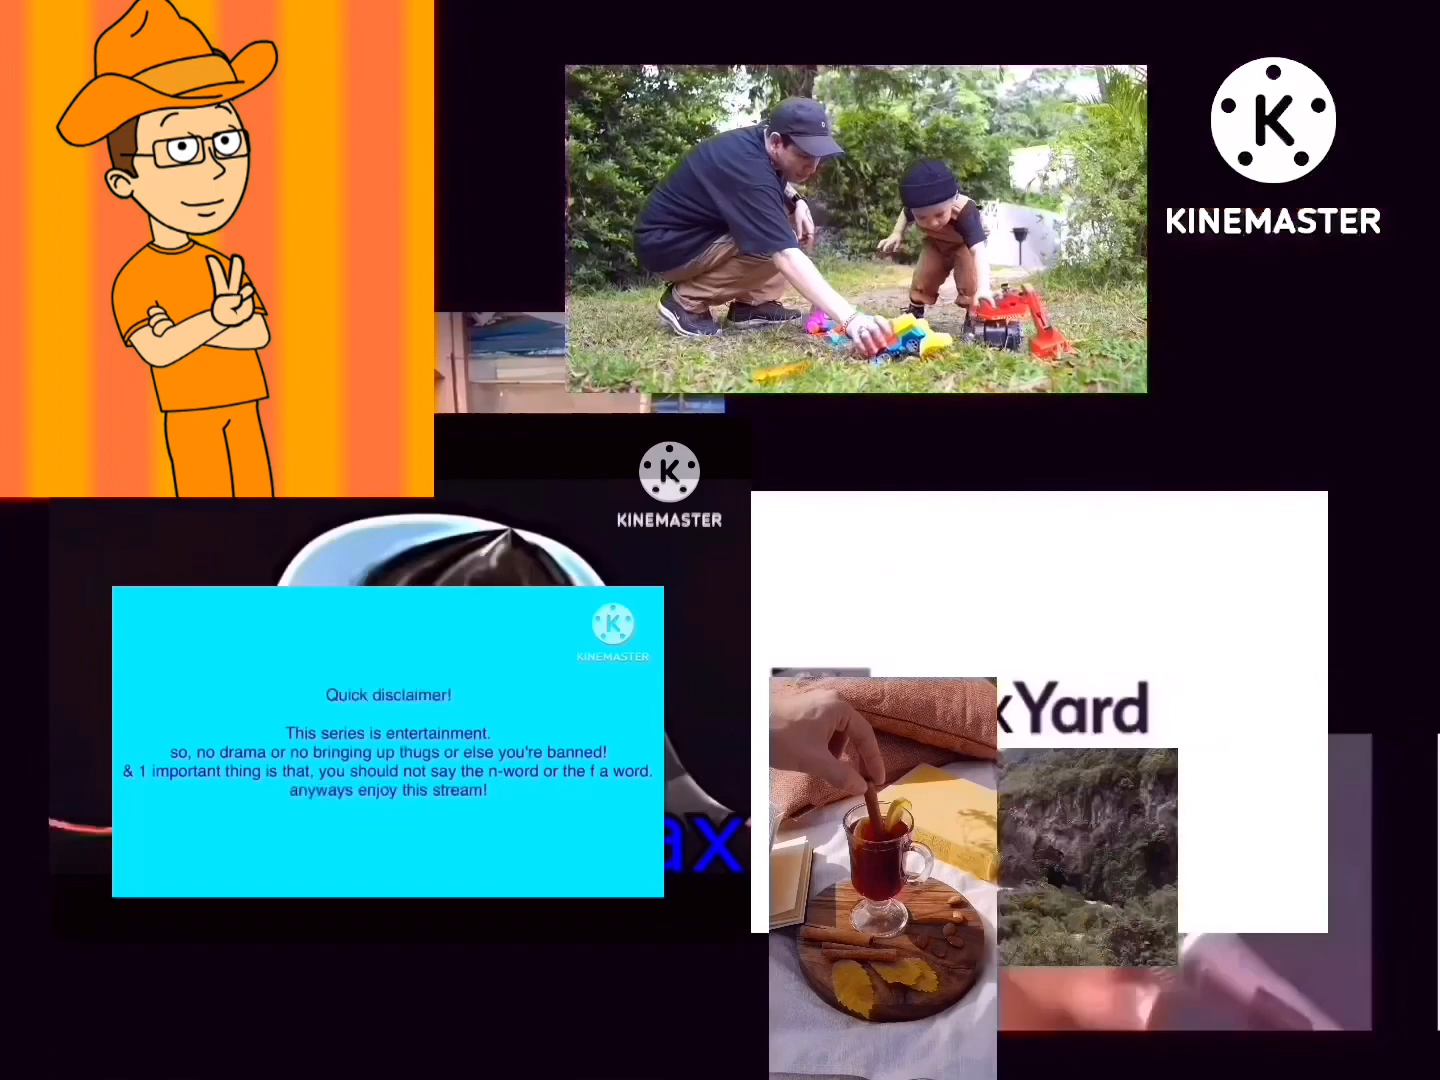 K
KINEMASTER
K
KINEMASTER
K
KINEMASTER
Quick disclaimer!
This series is entertainment.
so, no drama or no bringing up thugs or else you're banned!
& 1 important thing is that, you should not say the n-word or the f a word.
anyways enjoy this stream!
xYard
ax